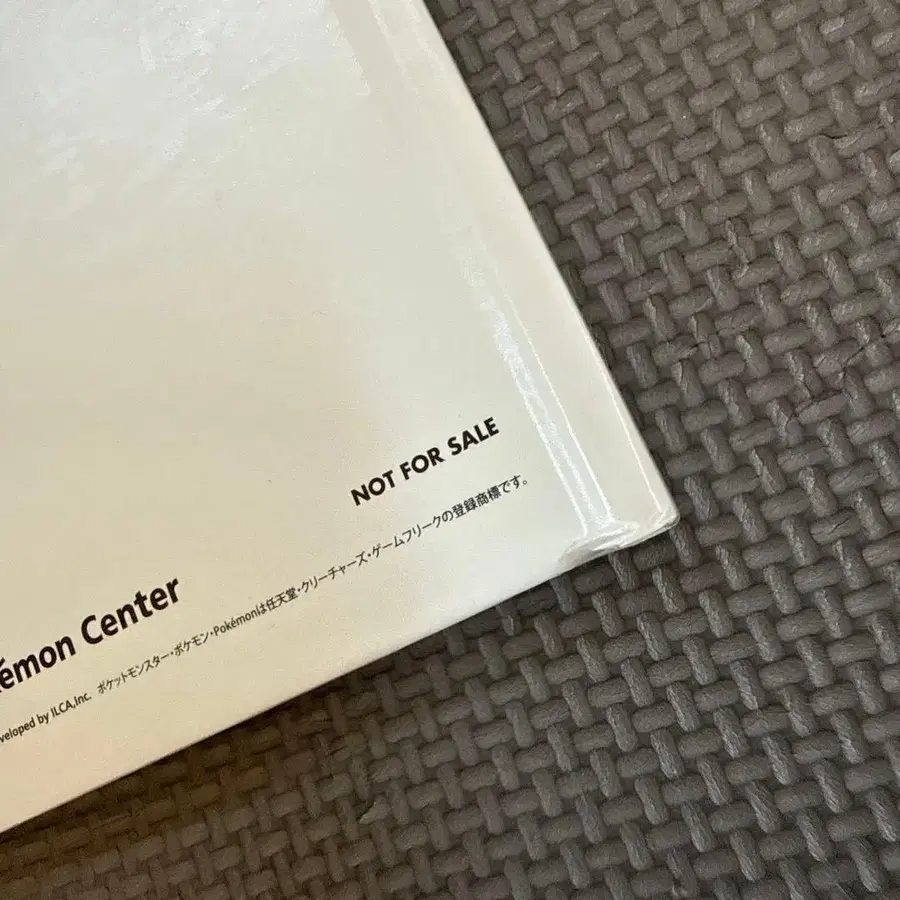 NOT FOR SALE
émon Center
veloped by ILCA,Inc. ポケットモンスター・ポケモン・Pokémonは任天堂・クリーチャーズ・ゲームフリークの登録商標です。